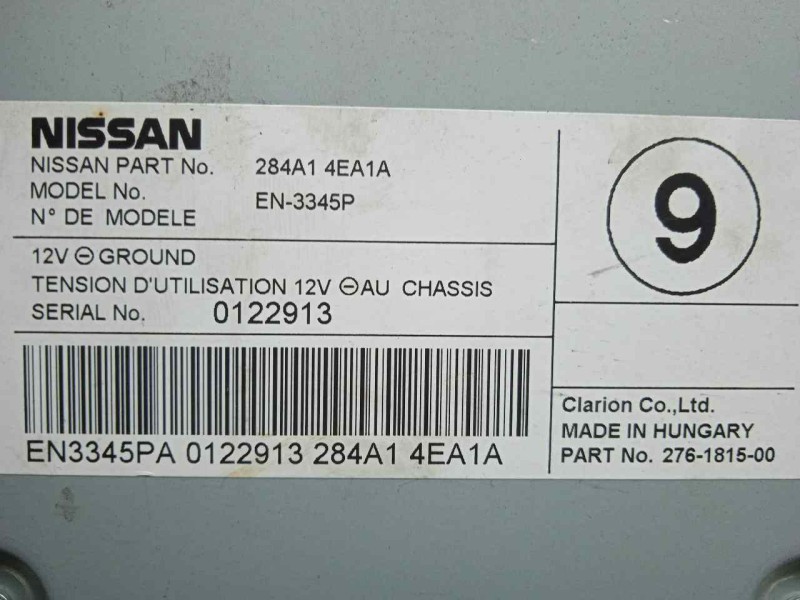 NISSAN
NISSAN PART No. 284A1 4EA1A
MODEL No.
N° DE MODELE EN-3345P
12V ⊖ GROUND
TENSION D'UTILISATION 12V ⊖ AU CHASSIS
SERIAL No. 0122913
EN3345PA 0122913 284A1 4EA1A
9
Clarion Co.,Ltd.
MADE IN HUNGARY
PART No. 276-1815-00